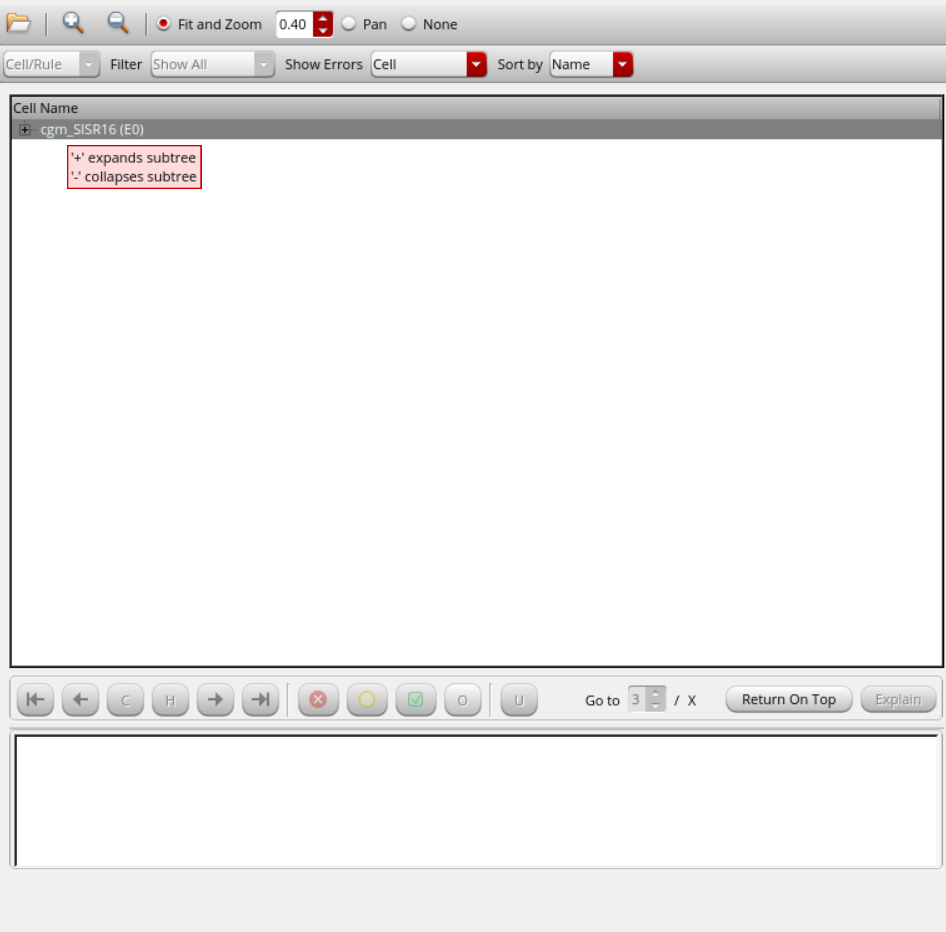 Fit and Zoom 0.40 Pan None
Cell/Rule Filter Show All Show Errors Cell Sort by Name
Cell Name
cgm_SISR16 (E0)
'+' expands subtree
'-' collapses subtree
C H O U Go to 3 / X Return On Top Explain